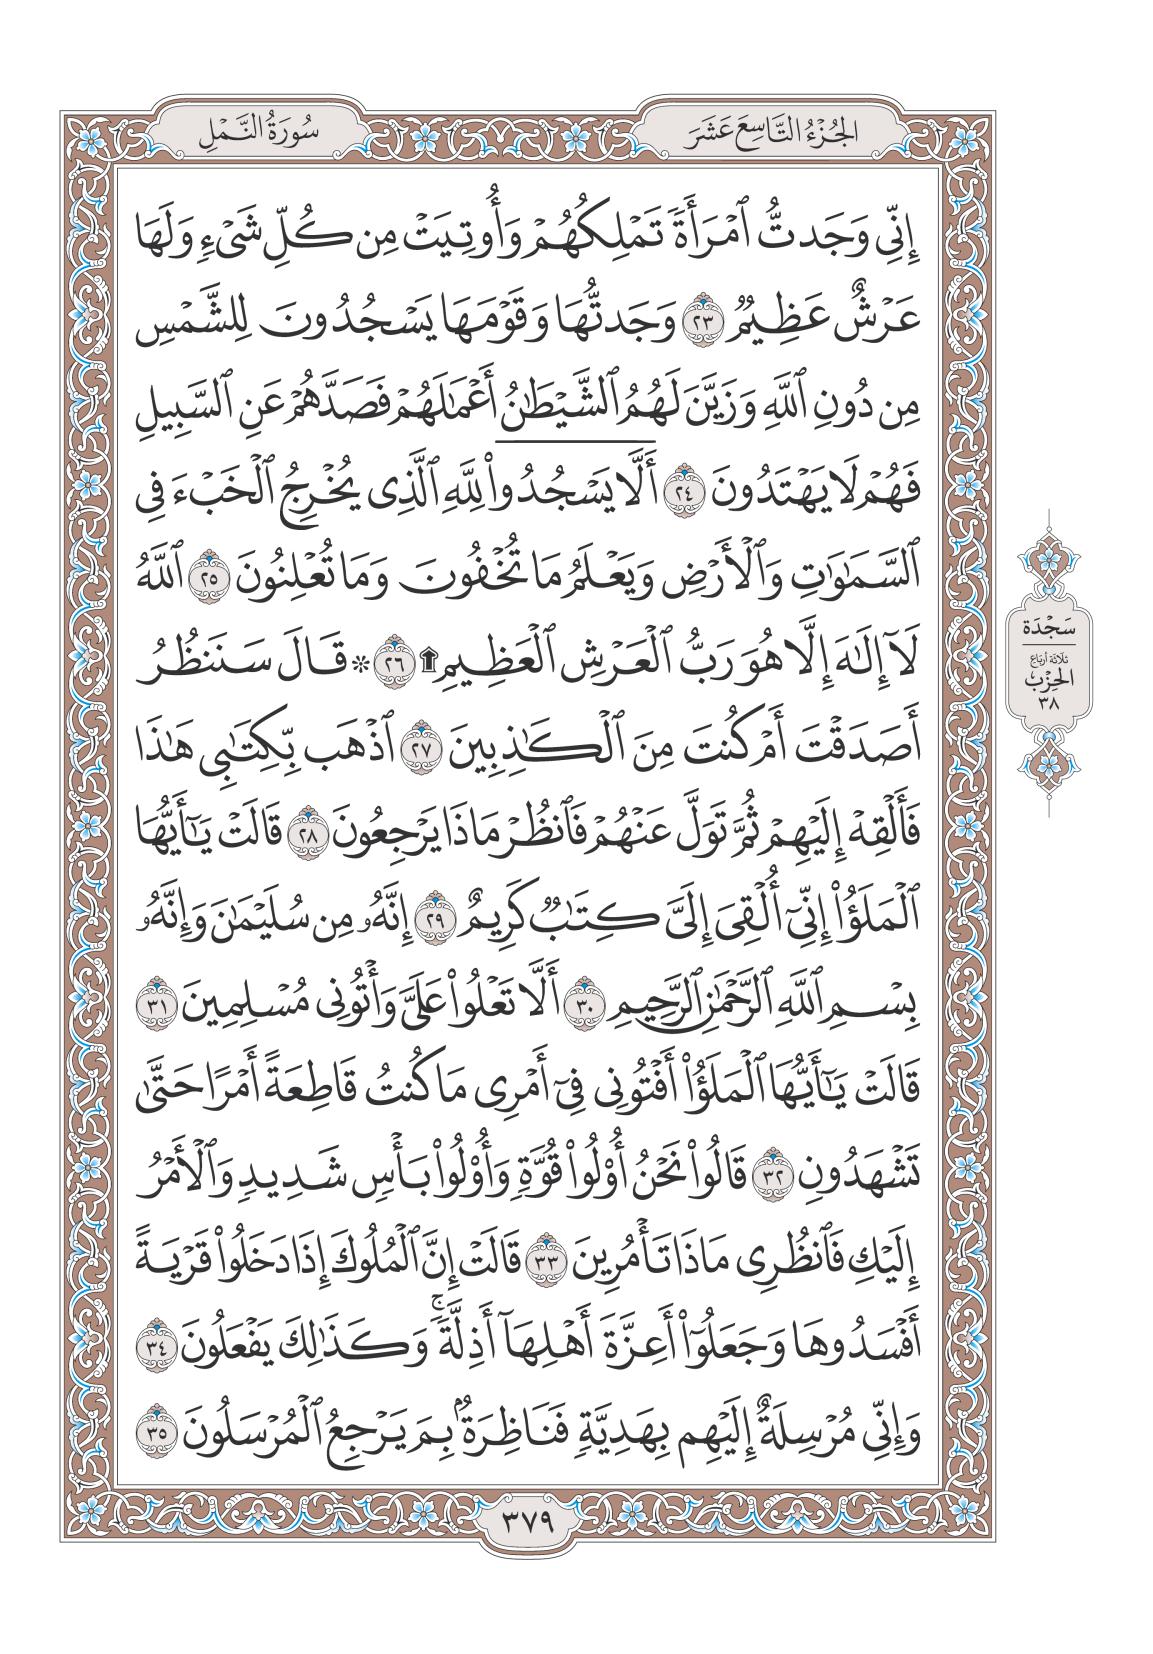 الجُزْءُ التَّاسِعَ عَشَرَ
سُورَةُ النَّمْلِ
إِنِّي وَجَدتُّ ٱمْرَأَةً تَمْلِكُهُمْ وَأُوتِيَتْ مِن كُلِّ شَىْءٍ وَلَهَا
عَرْشٌ عَظِيمٌ ٢٣ وَجَدتُّهَا وَقَوْمَهَا يَسْجُدُونَ لِلشَّمْسِ
مِن دُونِ ٱللَّهِ وَزَيَّنَ لَهُمُ ٱلشَّيْطَٰنُ أَعْمَٰلَهُمْ فَصَدَّهُمْ عَنِ ٱلسَّبِيلِ
فَهُمْ لَا يَهْتَدُونَ ٢٤ أَلَّا يَسْجُدُوا۟ لِلَّهِ ٱلَّذِى يُخْرِجُ ٱلْخَبْءَ فِى
ٱلسَّمَٰوَٰتِ وَٱلْأَرْضِ وَيَعْلَمُ مَا تُخْفُونَ وَمَا تُعْلِنُونَ ٢٥ ٱللَّهُ
لَآ إِلَٰهَ إِلَّا هُوَ رَبُّ ٱلْعَرْشِ ٱلْعَظِيمِ ۩ ٢٦ * قَالَ سَنَنظُرُ
أَصَدَقْتَ أَمْ كُنتَ مِنَ ٱلْكَٰذِبِينَ ٢٧ ٱذْهَب بِّكِتَٰبِى هَٰذَا
فَأَلْقِهْ إِلَيْهِمْ ثُمَّ تَوَلَّ عَنْهُمْ فَٱنظُرْ مَاذَا يَرْجِعُونَ ٢٨ قَالَتْ يَٰٓأَيُّهَا
ٱلْمَلَؤُا۟ إِنِّىٓ أُلْقِىَ إِلَىَّ كِتَٰبٌ كَرِيمٌ ٢٩ إِنَّهُۥ مِن سُلَيْمَٰنَ وَإِنَّهُۥ
بِسْمِ ٱللَّهِ ٱلرَّحْمَٰنِ ٱلرَّحِيمِ ٣٠ أَلَّا تَعْلُوا۟ عَلَىَّ وَأْتُونِى مُسْلِمِينَ ٣١
قَالَتْ يَٰٓأَيُّهَا ٱلْمَلَؤُا۟ أَفْتُونِى فِىٓ أَمْرِى مَا كُنتُ قَاطِعَةً أَمْرًا حَتَّىٰ
تَشْهَدُونِ ٣٢ قَالُوا۟ نَحْنُ أُو۟لُوا۟ قُوَّةٍ وَأُو۟لُوا۟ بَأْسٍ شَدِيدٍ وَٱلْأَمْرُ
إِلَيْكِ فَٱنظُرِى مَاذَا تَأْمُرِينَ ٣٣ قَالَتْ إِنَّ ٱلْمُلُوكَ إِذَا دَخَلُوا۟ قَرْيَةً
أَفْسَدُوهَا وَجَعَلُوٓا۟ أَعِزَّةَ أَهْلِهَآ أَذِلَّةً ۚ وَكَذَٰلِكَ يَفْعَلُونَ ٣٤
وَإِنِّى مُرْسِلَةٌ إِلَيْهِم بِهَدِيَّةٍ فَنَاظِرَةٌۢ بِمَ يَرْجِعُ ٱلْمُرْسَلُونَ ٣٥
سَجْدَة
ثلاثة أرباع
الحِزْب
٣٨
٣٧٩